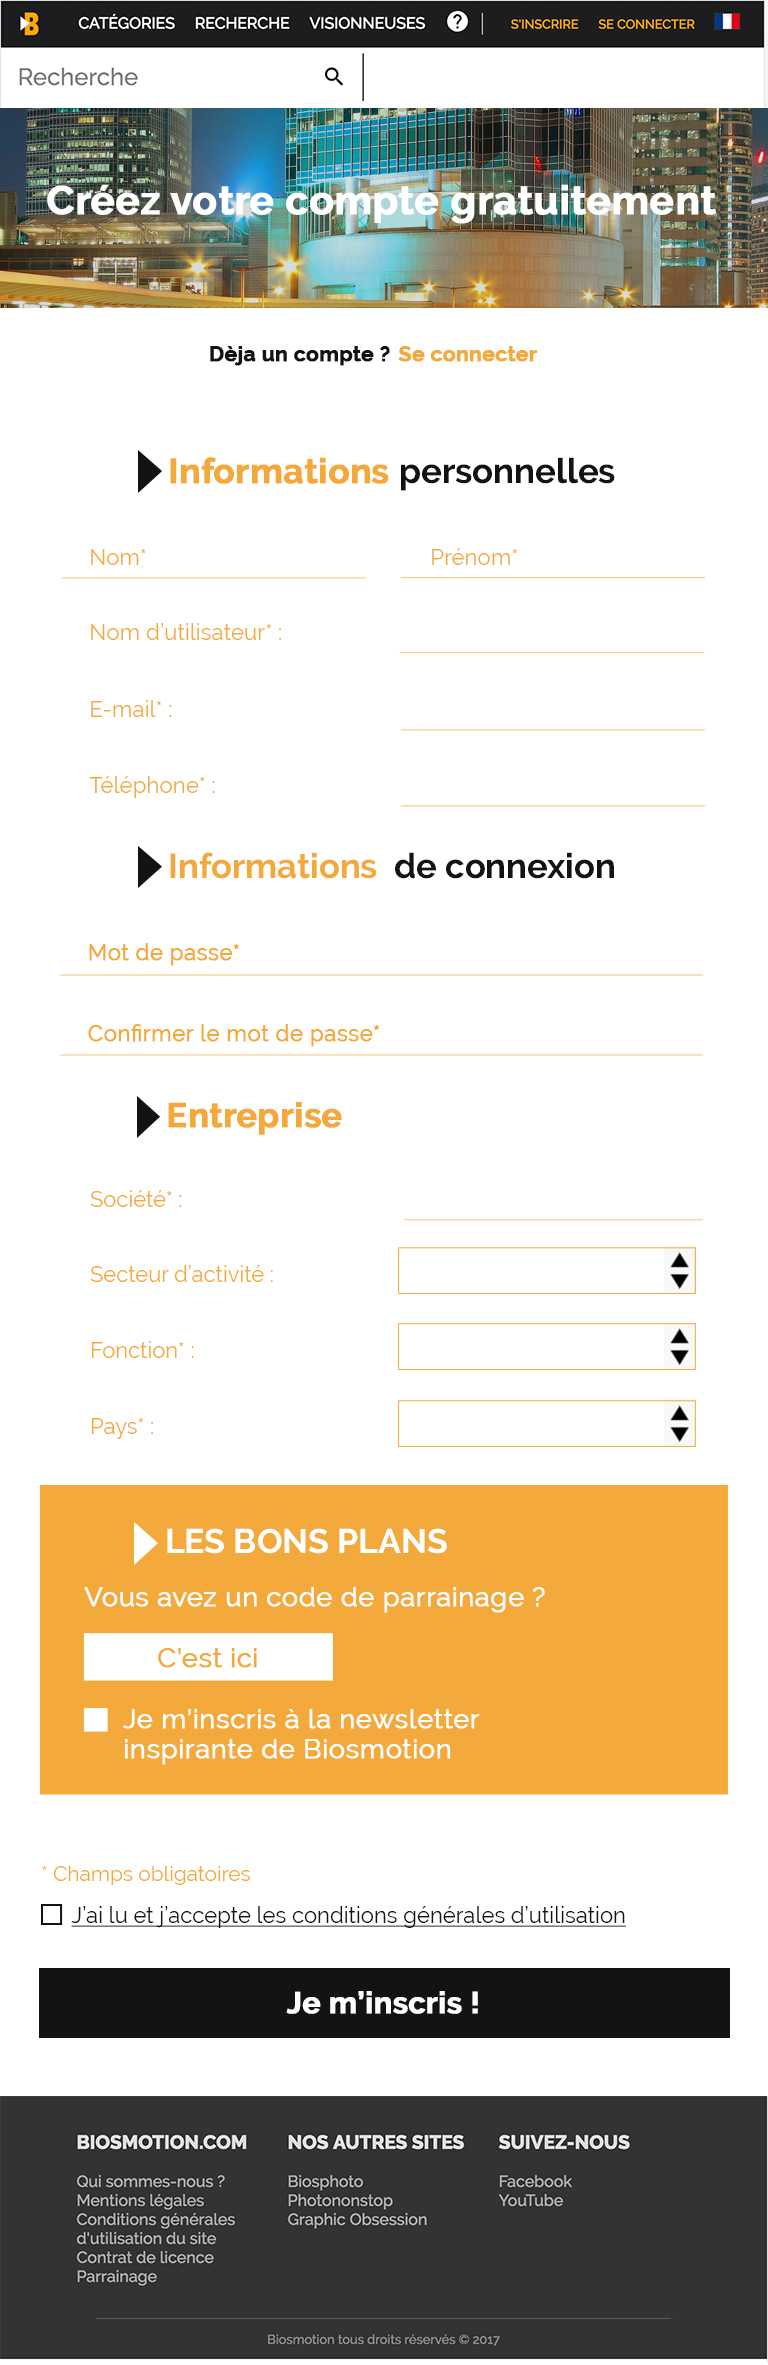 B
CATÉGORIES RECHERCHE VISIONNEUSES ? S'INSCRIRE SE CONNECTER
Recherche
Créez votre compte gratuitement
Dèja un compte ? Se connecter
Informations personnelles
Nom* Prénom*
Nom d'utilisateur* :
E-mail* :
Téléphone* :
Informations de connexion
Mot de passe*
Confirmer le mot de passe*
Entreprise
Société* :
Secteur d'activité :
Fonction* :
Pays* :
LES BONS PLANS
Vous avez un code de parrainage ?
C'est ici
Je m'inscris à la newsletter
inspirante de Biosmotion
* Champs obligatoires
J'ai lu et j'accepte les conditions générales d'utilisation
Je m'inscris !
BIOSMOTION.COM
Qui sommes-nous ?
Mentions légales
Conditions générales
d'utilisation du site
Contrat de licence
Parrainage
NOS AUTRES SITES
Biosphoto
Photononstop
Graphic Obsession
SUIVEZ-NOUS
Facebook
YouTube
Biosmotion tous droits réservés © 2017